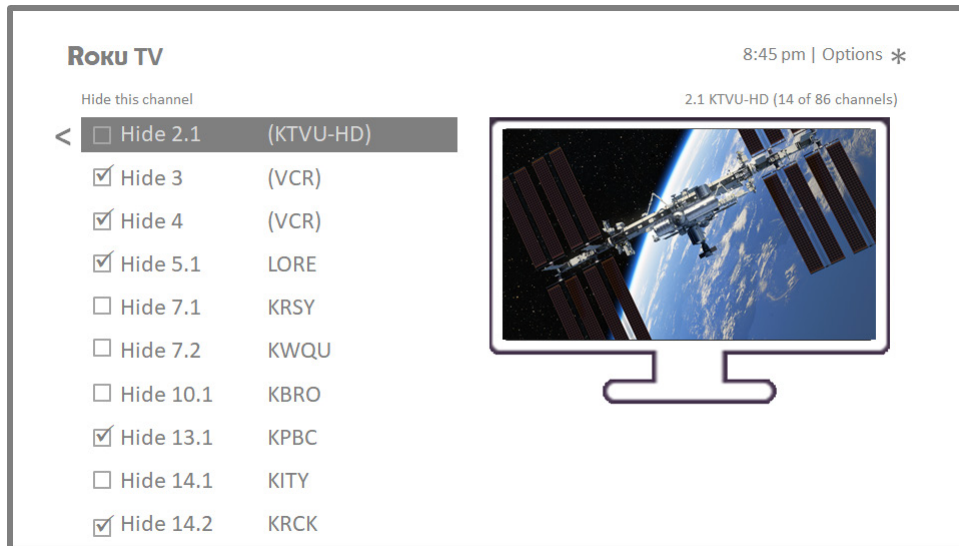 ROKU TV
8:45 pm | Options *
Hide this channel
2.1 KTVU-HD (14 of 86 channels)
< Hide 2.1 (KTVU-HD)
Hide 3 (VCR)
Hide 4 (VCR)
Hide 5.1 LORE
Hide 7.1 KRSY
Hide 7.2 KWQU
Hide 10.1 KBRO
Hide 13.1 KPBC
Hide 14.1 KITY
Hide 14.2 KRCK